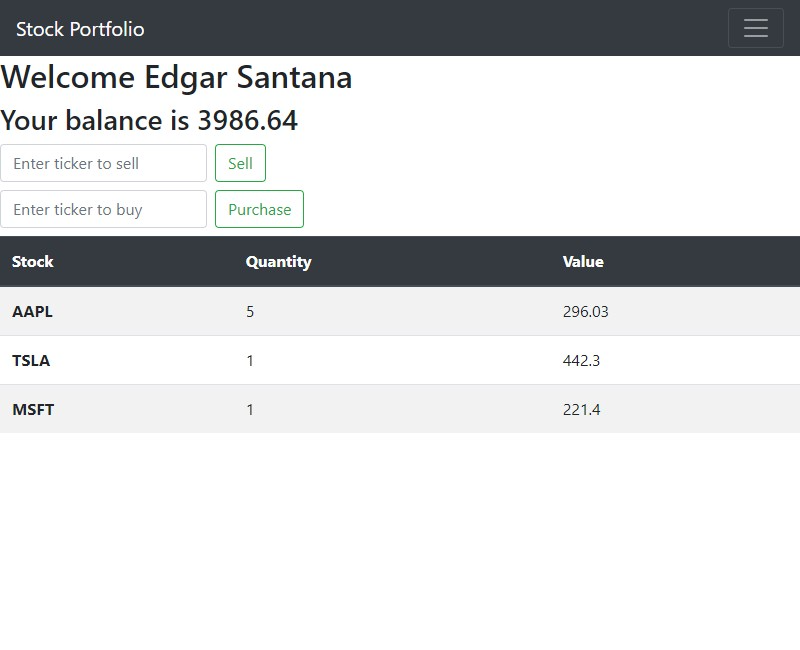 Stock Portfolio
Welcome Edgar Santana
Your balance is 3986.64
Enter ticker to sell Sell
Enter ticker to buy Purchase
Stock Quantity Value
AAPL 5 296.03
TSLA 1 442.3
MSFT 1 221.4